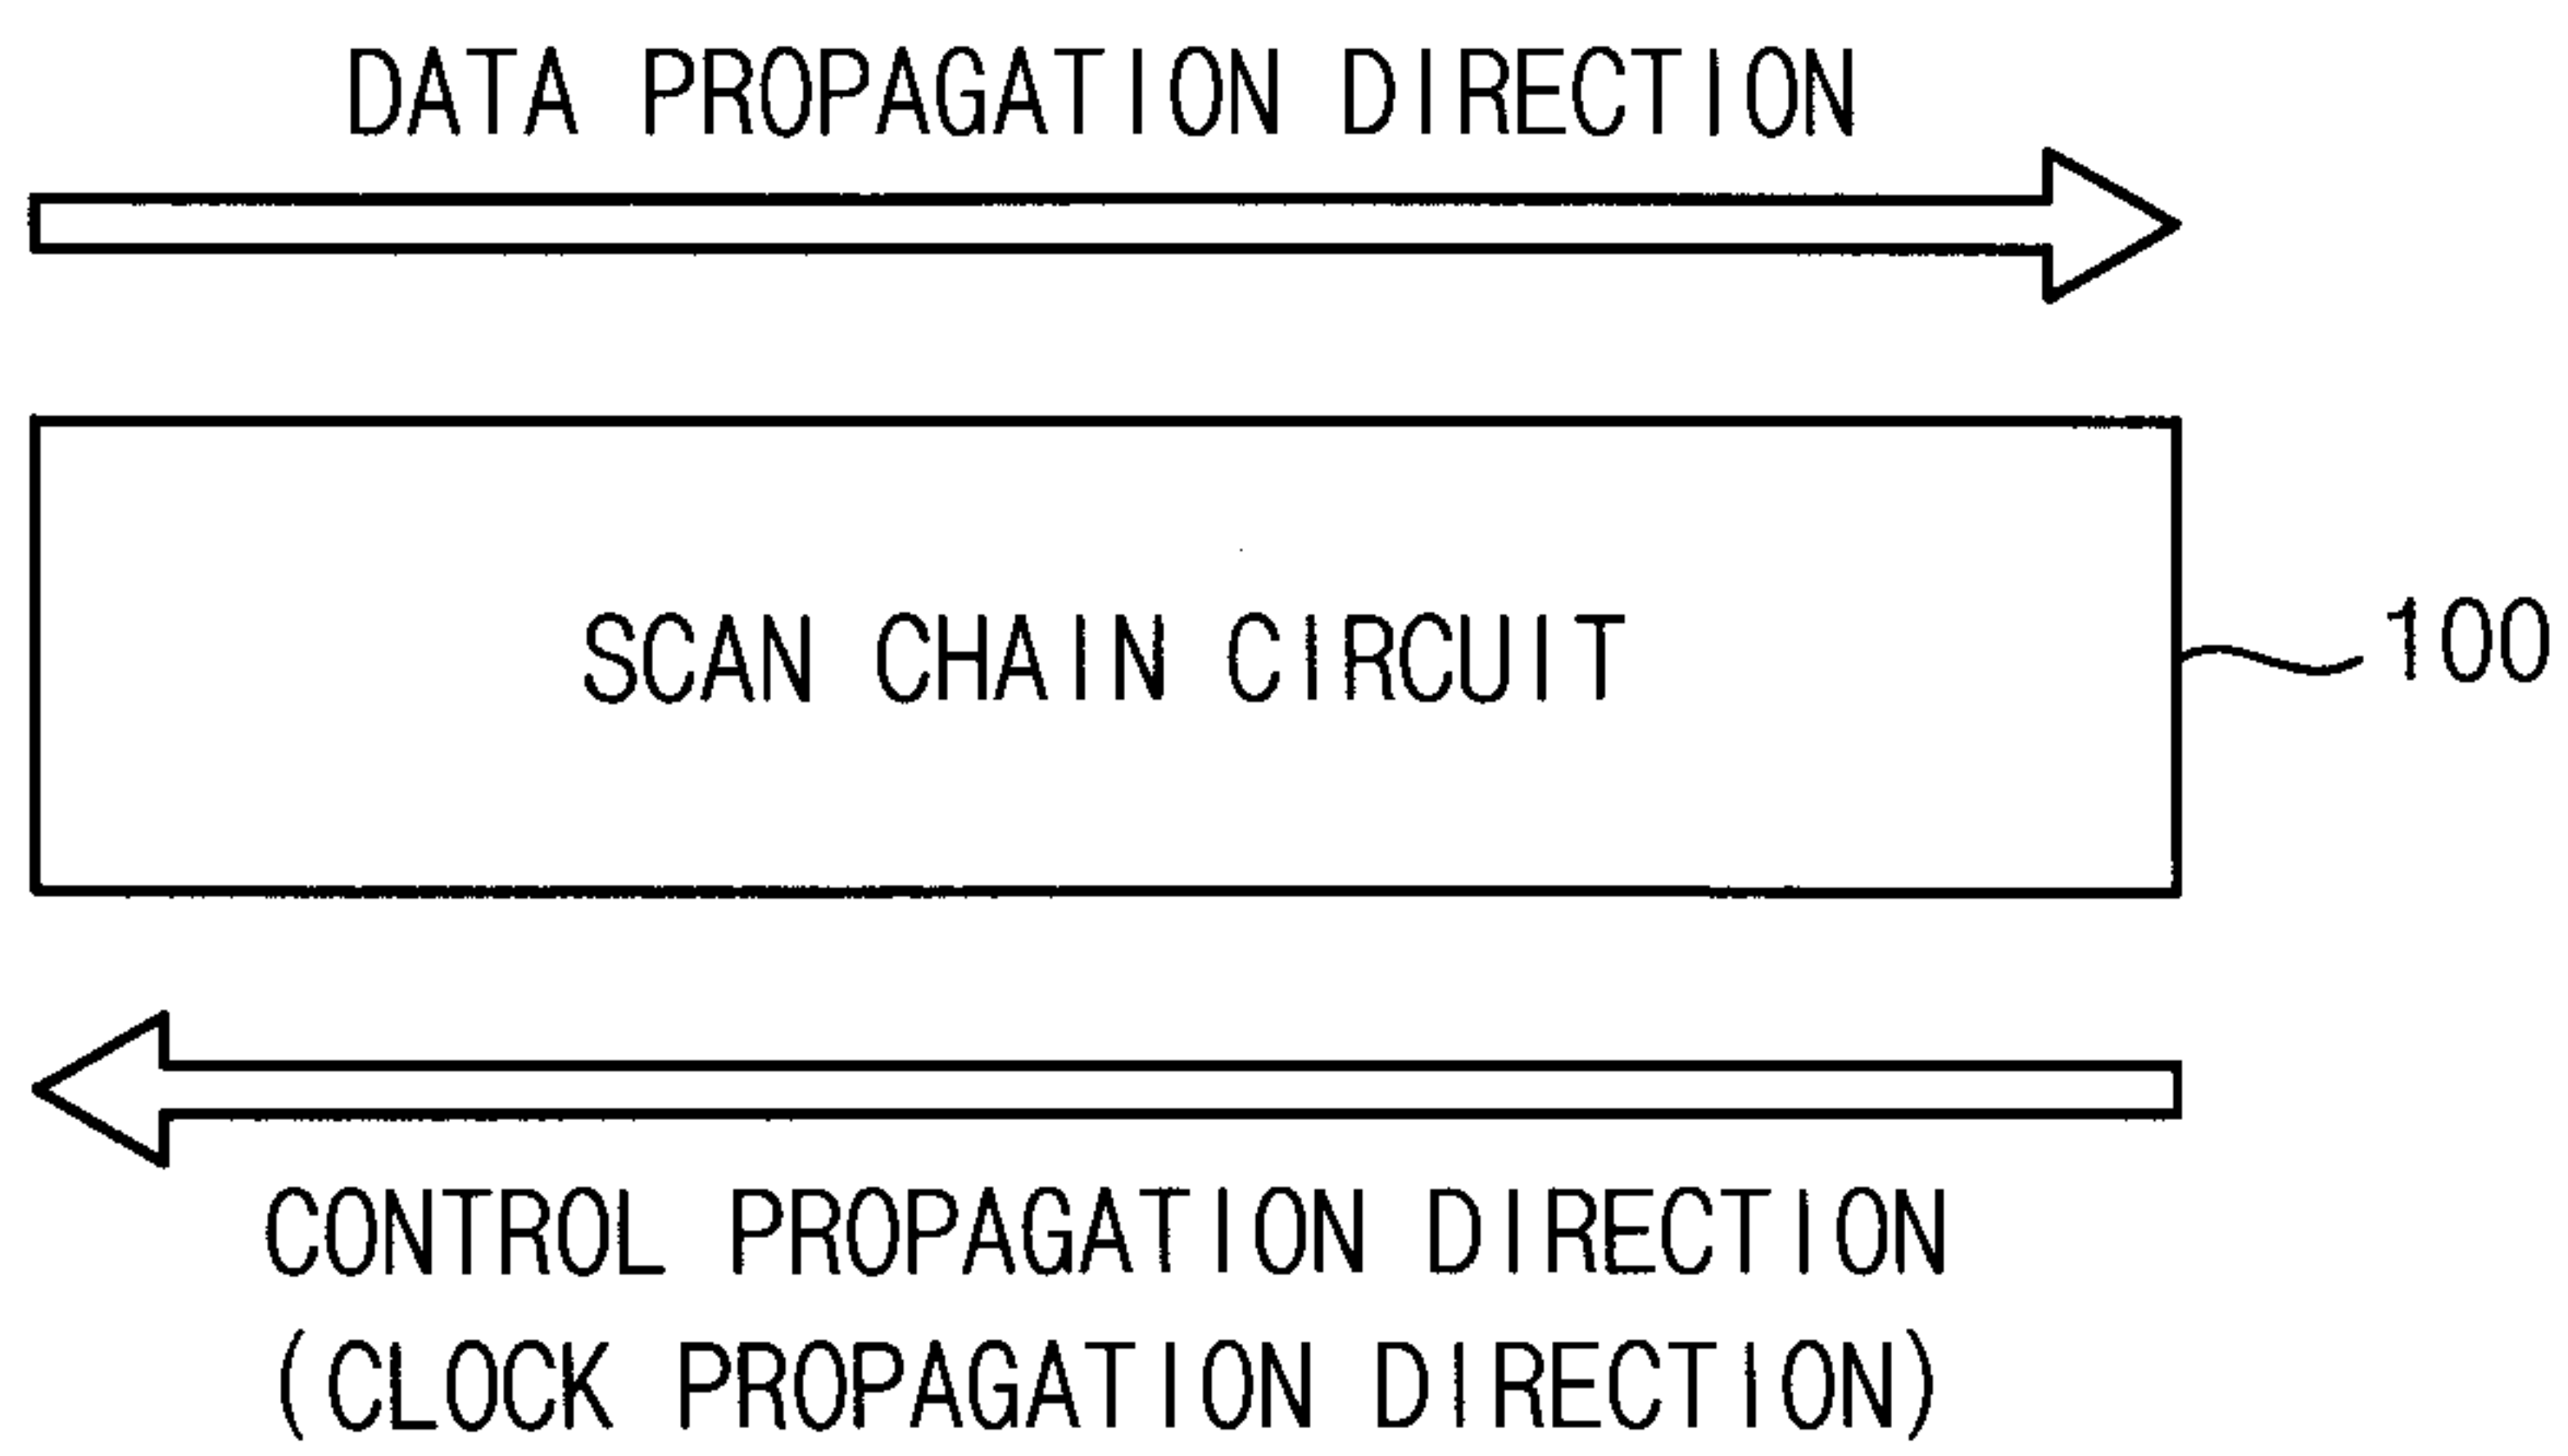 DATA PROPAGATION DIRECTION
SCAN CHAIN CIRCUIT
100
CONTROL PROPAGATION DIRECTION
(CLOCK PROPAGATION DIRECTION)